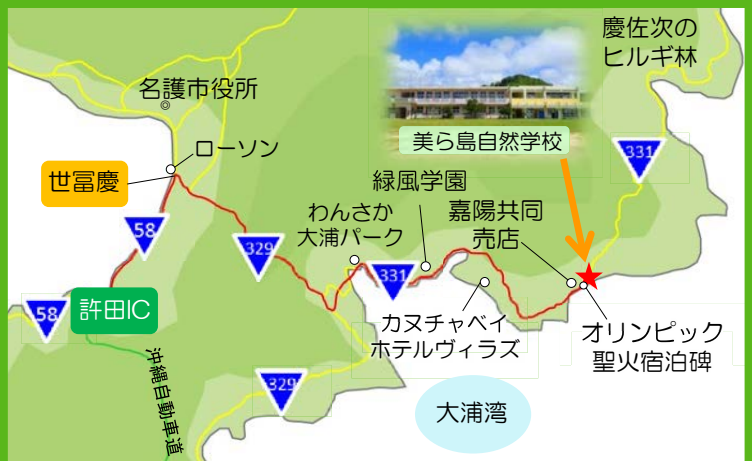 慶佐次の
ヒルギ林
名護市役所
美ら島自然学校
ローソン
331
世冨慶
緑風学園
わんさか
大浦パーク
嘉陽共同
売店
58
329
331
58
許田IC
カヌチャベイ
ホテルヴィラズ
オリンピック
聖火宿泊碑
沖縄自動車道
329
大浦湾